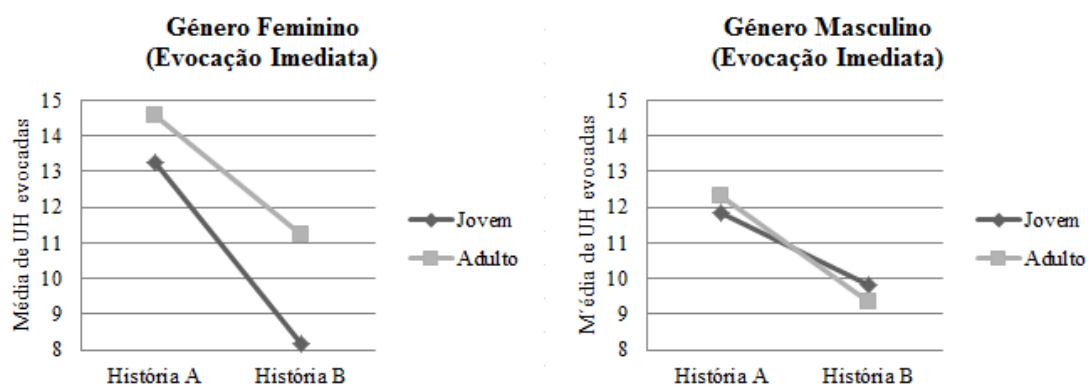 Género Feminino
(Evocação Imediata)
Média de UH evocadas
15
14
13
12
11
10
9
8
História A
História B
Jovem
Adulto
Género Masculino
(Evocação Imediata)
M´édia de UH evocadas
15
14
13
12
11
10
9
8
História A
História B
Jovem
Adulto